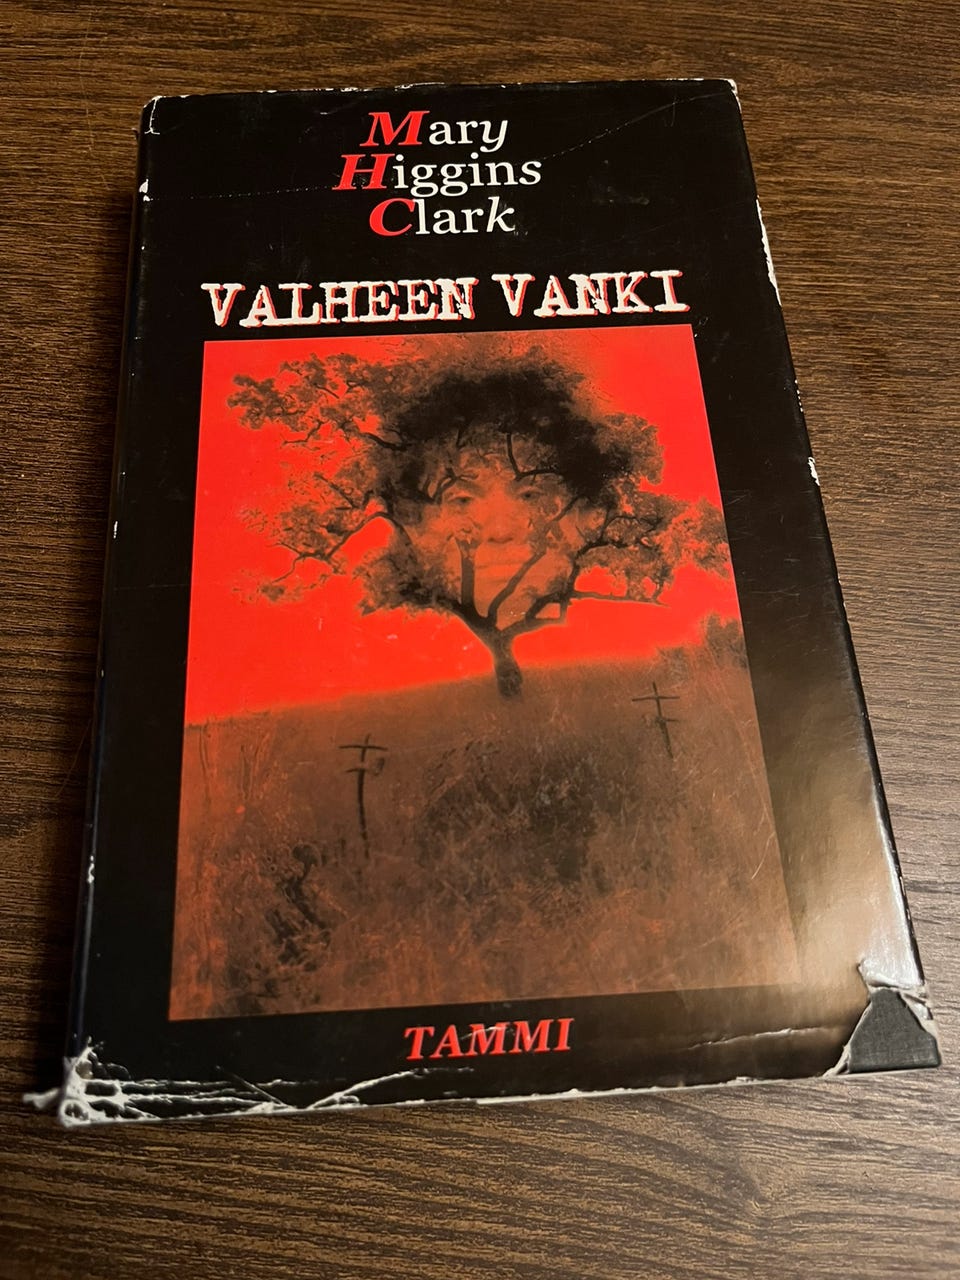 Mary
Higgins
Clark
VALHEEN VANKI
TAMMI